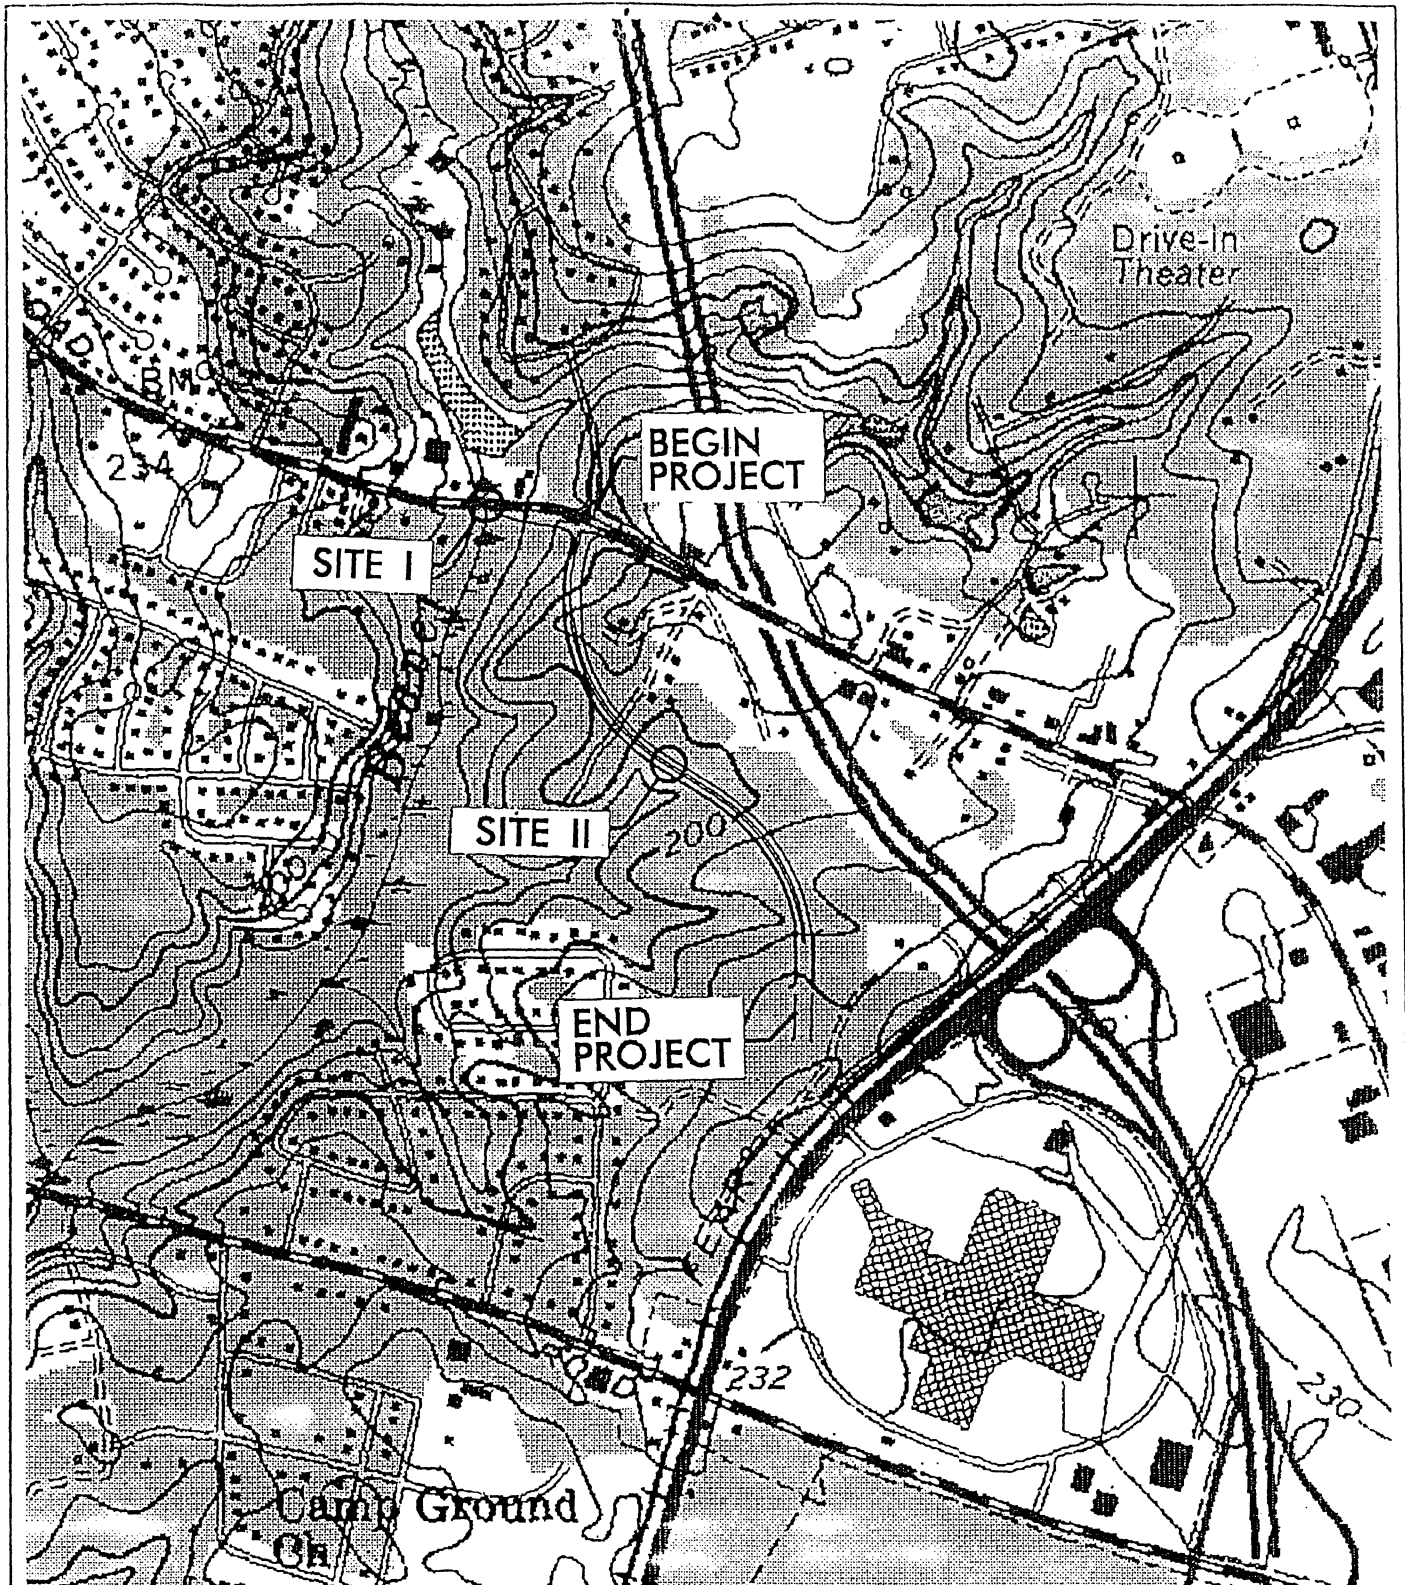 Drive-in
Theater
BM
234
BEGIN
PROJECT
SITE I
Branch
SITE II
200
END
PROJECT
ROAD
232
230
Camp Ground
Ch